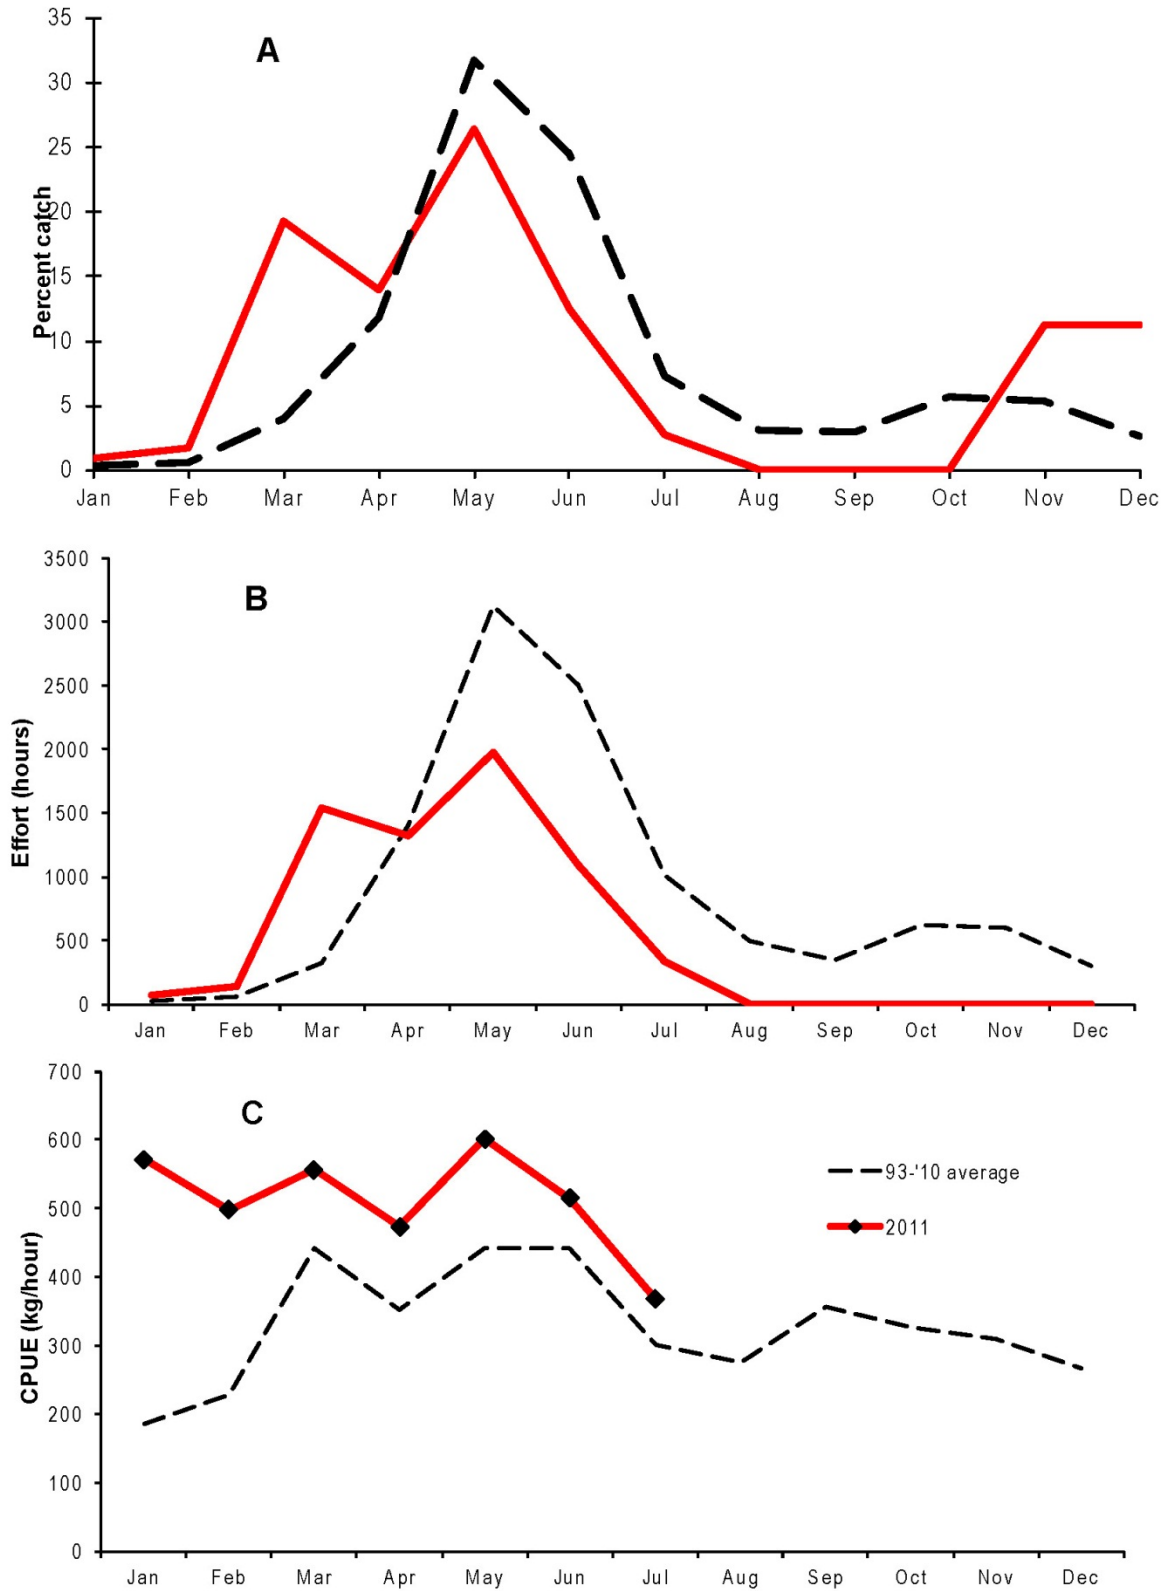 A
Percent catch
35
30
25
20
15
10
5
0
Jan Feb Mar Apr May Jun Jul Aug Sep Oct Nov Dec
B
Effort (hours)
3500
3000
2500
2000
1500
1000
500
0
Jan Feb Mar Apr May Jun Jul Aug Sep Oct Nov Dec
C
CPUE (kg/hour)
700
600
500
400
300
200
100
0
93-'10 average
2011
Jan Feb Mar Apr May Jun Jul Aug Sep Oct Nov Dec